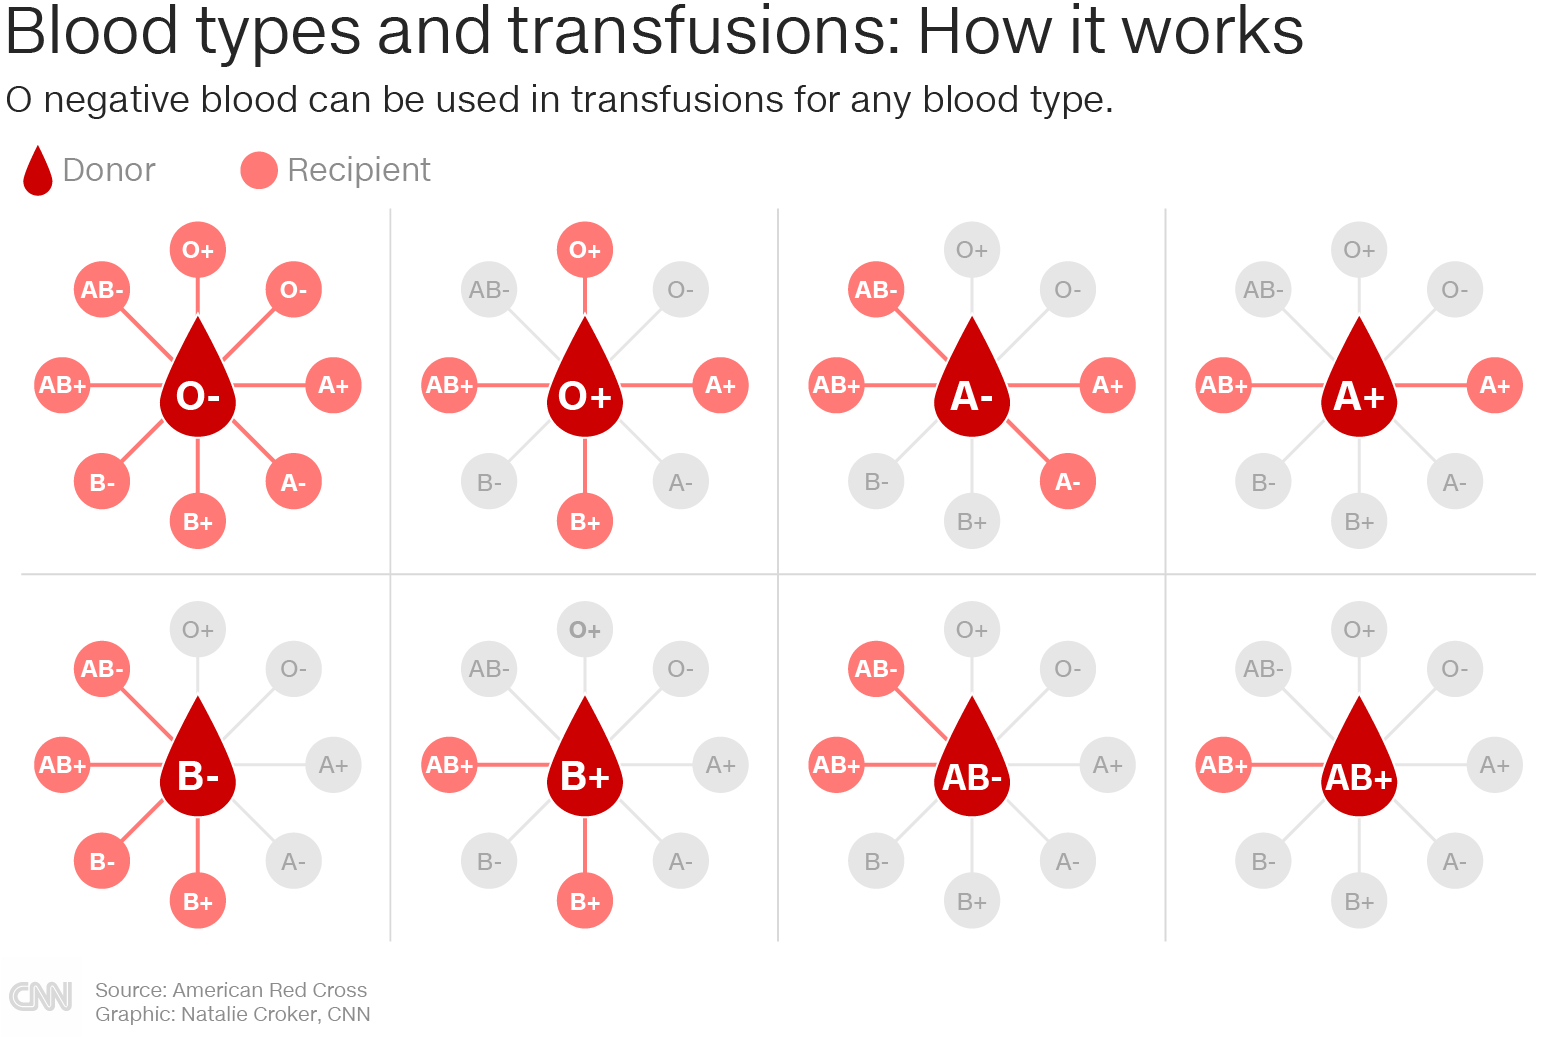 Blood types and transfusions: How it works
O negative blood can be used in transfusions for any blood type.
Donor
Recipient
O+
AB-
O-
AB+
O-
A+
B-
A-
B+
O+
AB-
O-
AB+
O+
A+
B-
A-
B+
O+
AB-
O-
AB+
A-
A+
B-
A-
B+
O+
AB-
O-
AB+
A+
A+
B-
A-
B+
O+
AB-
O-
AB+
B-
A+
B-
A-
B+
O+
AB-
O-
AB+
B+
A+
B-
A-
B+
O+
AB-
O-
AB+
AB-
A+
B-
A-
B+
O+
AB-
O-
AB+
AB+
A+
B-
A-
B+
CNN
Source: American Red Cross
Graphic: Natalie Croker, CNN